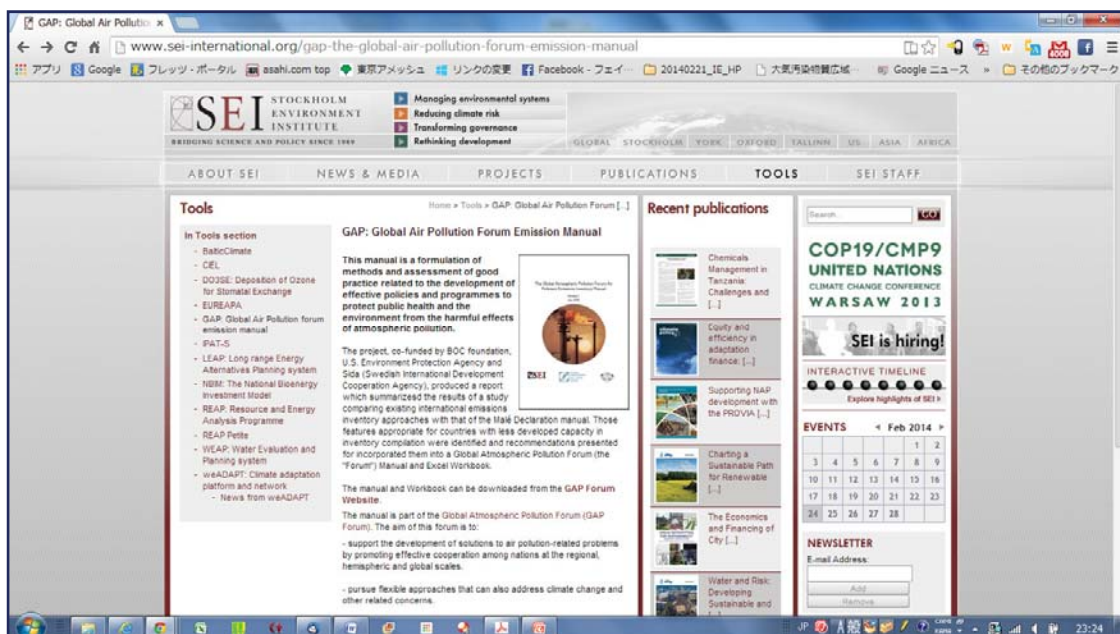 GAP: Global Air Pollutio
www.sei-international.org/gap-the-global-air-pollution-forum-emission-manual
アプリ Google フレッツ・ポータル asahi.com top 東京アメッシュ リンクの変更 Facebook - フェイ… 20140221_IE_HP 大気汚染物質広域… Google ニュース » その他のブックマーク
SEI STOCKHOLM ENVIRONMENT INSTITUTE
BRIDGING SCIENCE AND POLICY SINCE 1989
Managing environmental systems
Reducing climate risk
Transforming governance
Rethinking development
GLOBAL STOCKHOLM YORK OXFORD TALLINN US ASIA AFRICA
ABOUT SEI NEWS & MEDIA PROJECTS PUBLICATIONS TOOLS SEI STAFF
Tools
In Tools section
- BalticClimate
- CIEL
- DO3SE: Deposition of Ozone
for Stomatal Exchange
- EUREAPA
- GAP: Global Air Pollution forum
emission manual
- IPAT-S
- LEAP: Long range Energy
Alternatives Planning system
- NBIM: The National Bioenergy
Investment Model
- REAP: Resource and Energy
Analysis Programme
- REAP Petite
- WEAP: Water Evaluation and
Planning system
- weADAPT: Climate adaptation
platform and network
- News from weADAPT
Home » Tools » GAP: Global Air Pollution Forum [...]
GAP: Global Air Pollution Forum Emission Manual
This manual is a formulation of
methods and assessment of good
practice related to the development of
effective policies and programmes to
protect public health and the
environment from the harmful effects
of atmospheric pollution.
The project, co-funded by BOC foundation,
U.S. Environment Protection Agency and
Sida (Swedish International Development
Cooperation Agency), produced a report
which summarized the results of a study
comparing existing international emissions
inventory approaches with that of the Malé Declaration manual. Those
features appropriate for countries with less developed capacity in
inventory compilation were identified and recommendations presented
for incorporated them into a Global Atmospheric Pollution Forum (the
"Forum") Manual and Excel Workbook.
The manual and Workbook can be downloaded from the GAP Forum
Website.
The manual is part of the Global Atmospheric Pollution Forum (GAP
Forum). The aim of this forum is to:
- support the development of solutions to air pollution-related problems
by promoting effective cooperation among nations at the regional,
hemispheric and global scales.
- pursue flexible approaches that can also address climate change and
other related concerns.
The Global Atmospheric Pollution Forum Air
Pollutant Emissions Inventory Manual
SEI
Recent publications
Chemicals
Management in
Tanzania:
Challenges and
[...]
Equity and
efficiency in
adaptation
finance: [...]
Supporting NAP
development with
the PROVIA [...]
Charting a
Sustainable Path
for Renewable
[...]
The Economics
and Financing of
City [...]
Water and Risk:
Developing
Sustainable and
Search... GO
COP19/CMP9
UNITED NATIONS
CLIMATE CHANGE CONFERENCE
WARSAW 2013
SEI is hiring!
INTERACTIVE TIMELINE
Explore highlights of SEI
EVENTS Feb 2014
1 2
3 4 5 6 7 8 9
10 11 12 13 14 15 16
17 18 19 20 21 22 23
24 25 26 27 28
NEWSLETTER
E-mail Address:
Add
Remove
JP A 般 23:24